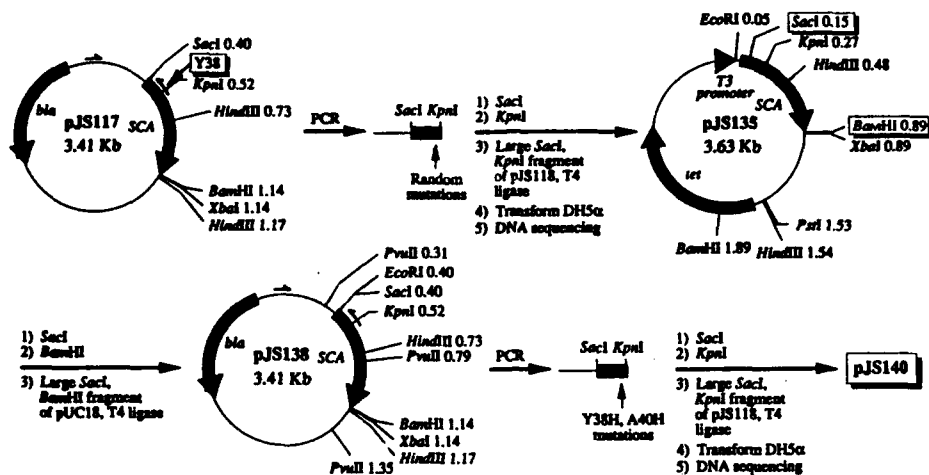 SacI 0.40
Y38
KpnI 0.52
HindIII 0.73
bla
pJS117
SCA
3.41 Kb
BamHI 1.14
XbaI 1.14
HindIII 1.17
PCR
SacI KpnI
Random
mutations
1) SacI
2) KpnI
3) Large SacI,
KpnI fragment
of pJS118, T4
ligase
4) Transform DH5α
5) DNA sequencing
EcoRI 0.05
SacI 0.15
KpnI 0.27
HindIII 0.48
T3
promoter
SCA
pJS135
3.63 Kb
BamHI 0.89
XbaI 0.89
tet
PstI 1.53
HindIII 1.54
BamHI 1.89
1) SacI
2) BamHI
3) Large SacI,
BamHI fragment
of pUC18, T4 ligase
PvuII 0.31
EcoRI 0.40
SacI 0.40
KpnI 0.52
HindIII 0.73
PvuII 0.79
bla
pJS138
SCA
3.41 Kb
BamHI 1.14
XbaI 1.14
HindIII 1.17
PvuII 1.35
PCR
SacI KpnI
Y38H, A40H
mutations
1) SacI
2) KpnI
3) Large SacI,
KpnI fragment
of pJS118, T4
ligase
4) Transform DH5α
5) DNA sequencing
pJS140